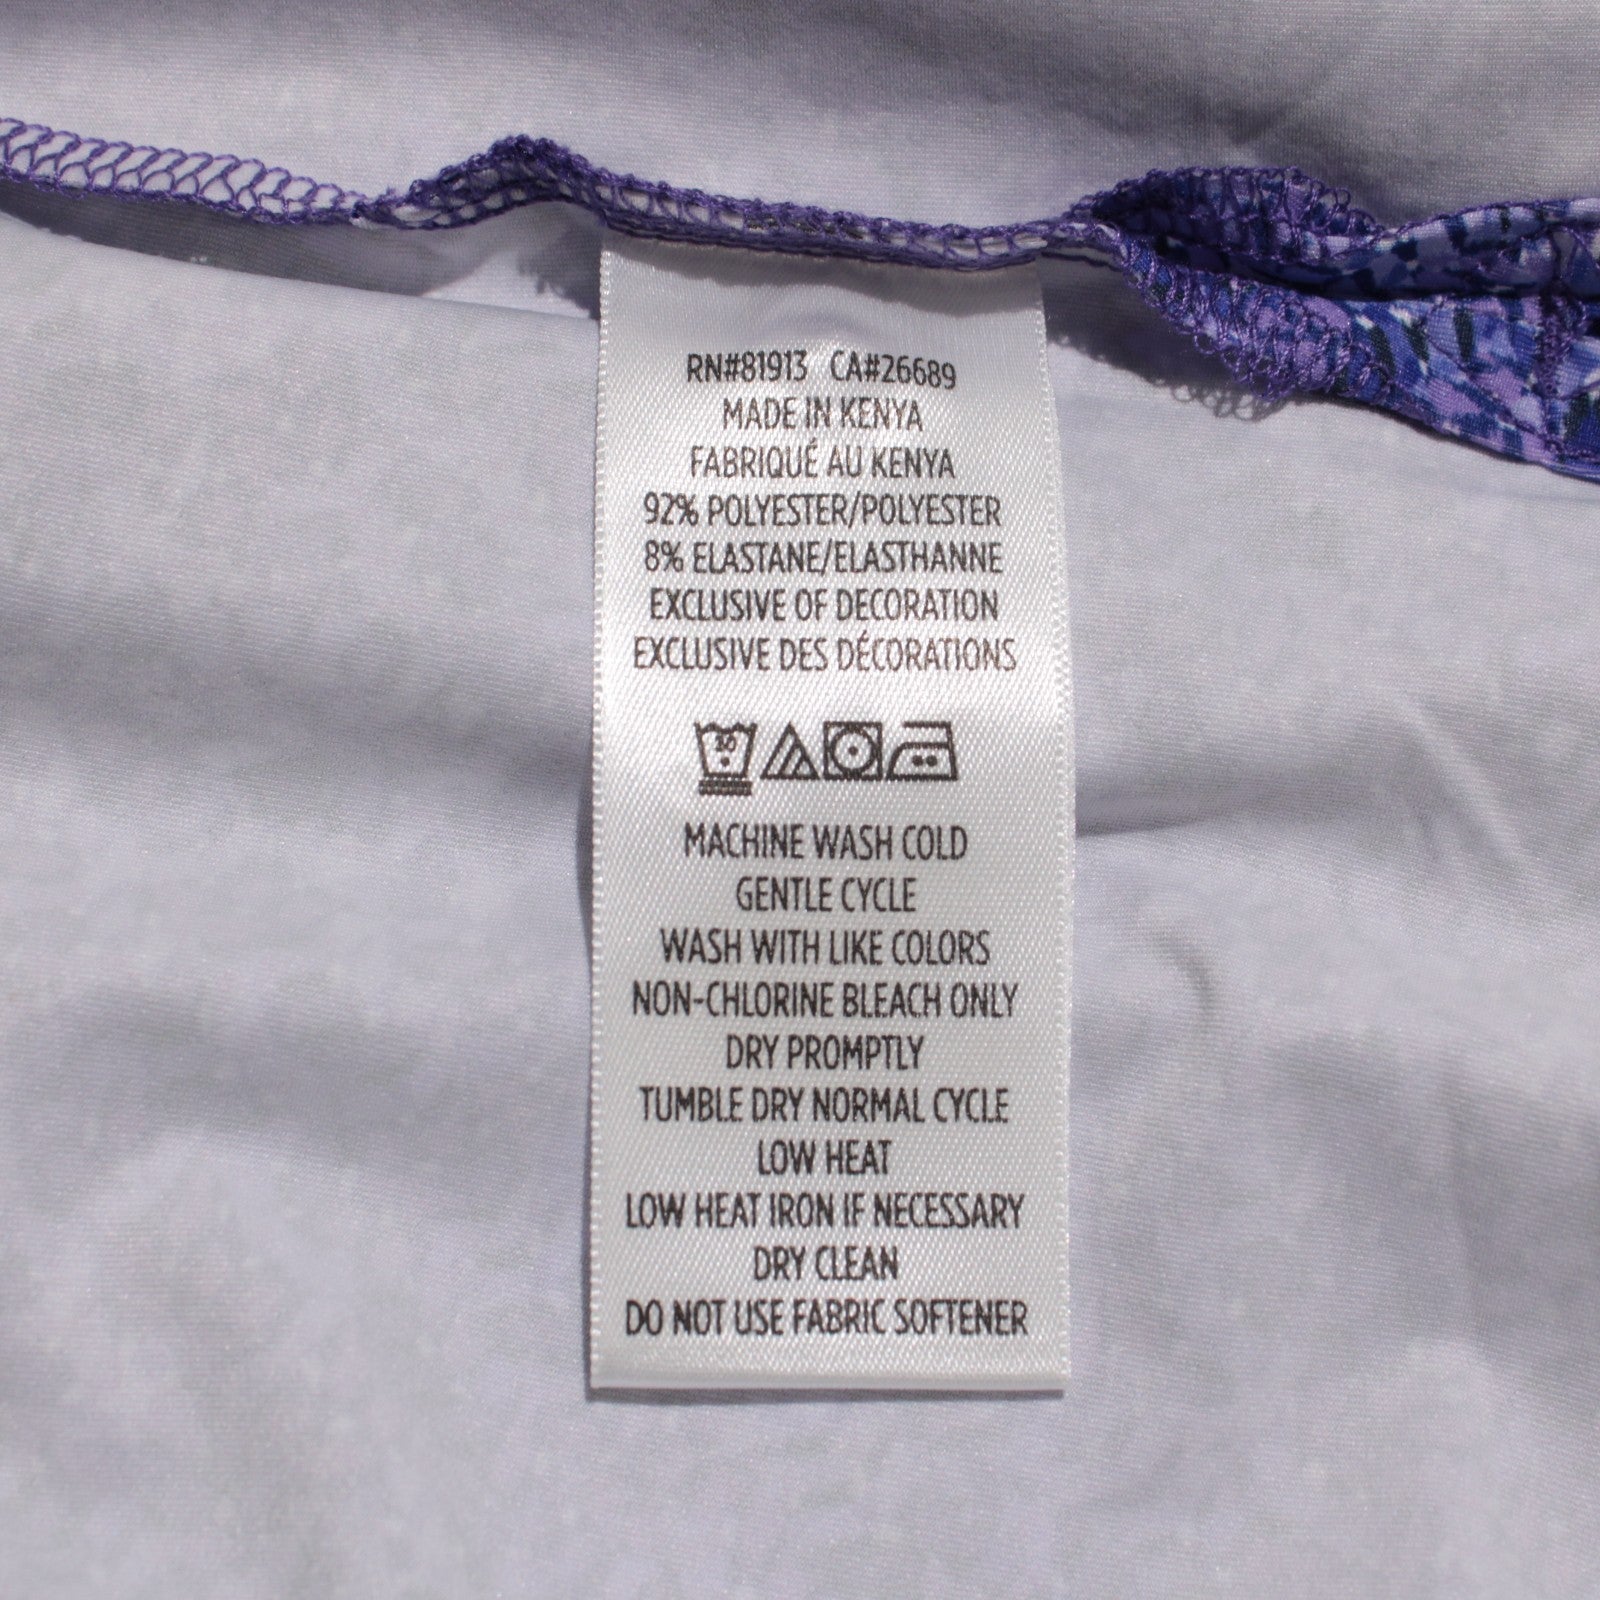 RN#81913 CA#26689
MADE IN KENYA
FABRIQUÉ AU KENYA
92% POLYESTER/POLYESTER
8% ELASTANE/ELASTHANNE
EXCLUSIVE OF DECORATION
EXCLUSIVE DES DÉCORATIONS
30
MACHINE WASH COLD
GENTLE CYCLE
WASH WITH LIKE COLORS
NON-CHLORINE BLEACH ONLY
DRY PROMPTLY
TUMBLE DRY NORMAL CYCLE
LOW HEAT
LOW HEAT IRON IF NECESSARY
DRY CLEAN
DO NOT USE FABRIC SOFTENER